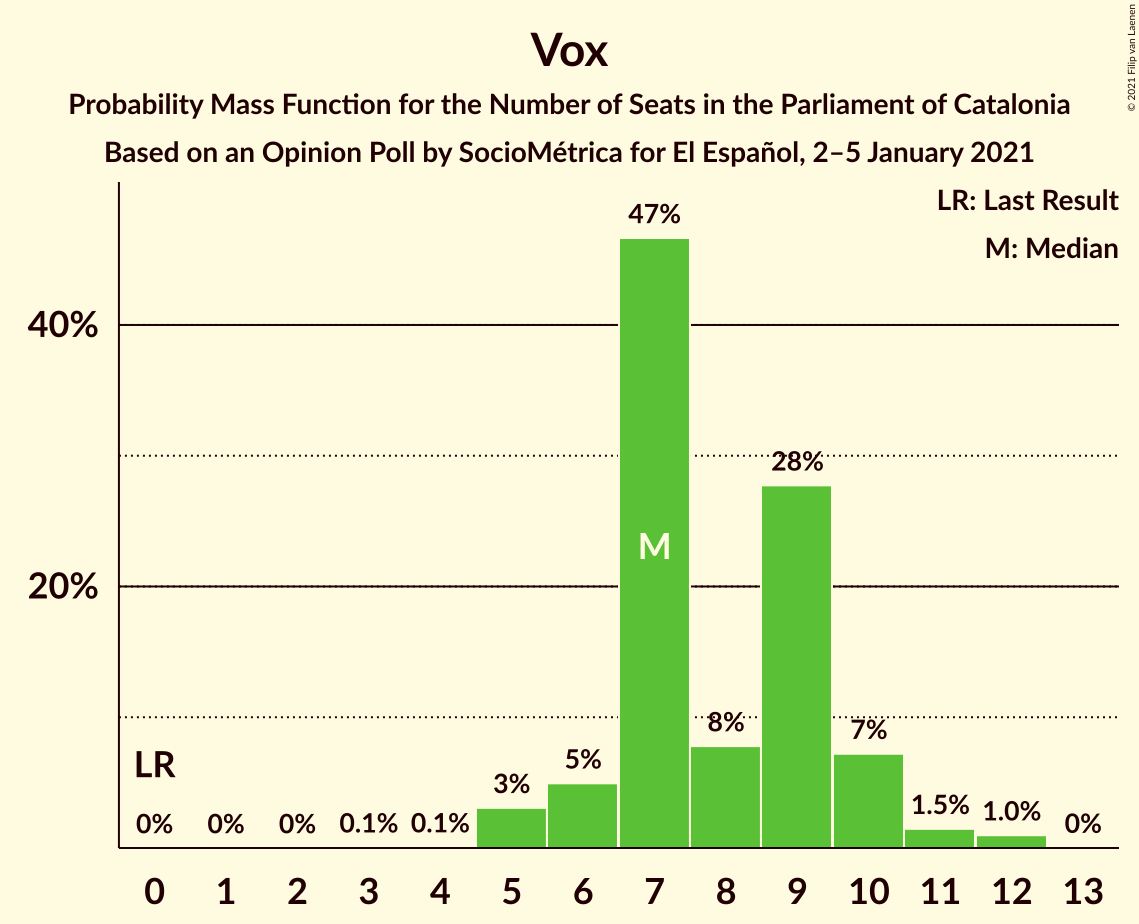 Vox
Probability Mass Function for the Number of Seats in the Parliament of Catalonia
Based on an Opinion Poll by SocioMétrica for El Español, 2–5 January 2021
© 2021 Filip van Laenen
LR: Last Result
M: Median
47%
40%
28%
M
20%
8%
7%
LR
5%
3%
1.5%
1.0%
0%
0%
0%
0.1%
0.1%
0%
0 1 2 3 4 5 6 7 8 9 10 11 12 13